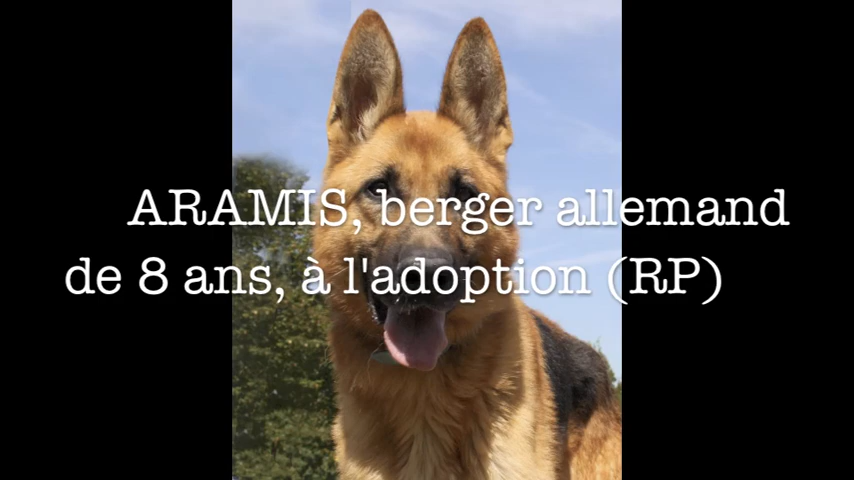 ARAMIS, berger allemand
de 8 ans, à l'adoption (RP)